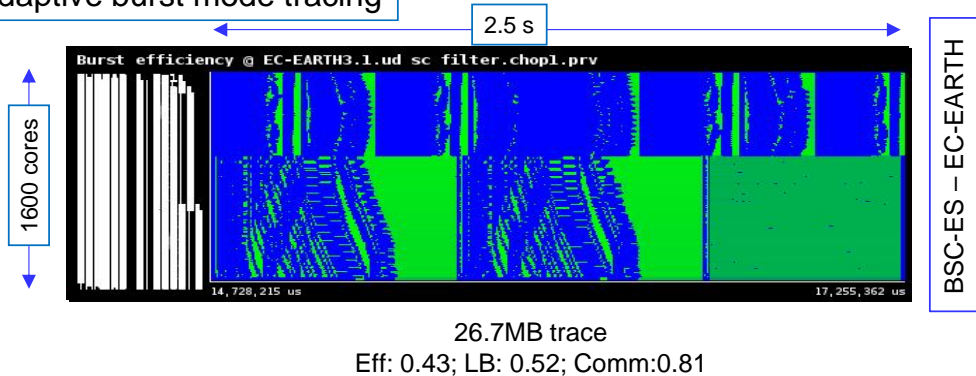 daptive burst mode tracing
2.5 s
Burst efficiency @ EC-EARTH3.1.ud sc filter.chop1.prv
1600 cores
BSC-ES – EC-EARTH
14,728,215 us
17,255,362 us
26.7MB trace
Eff: 0.43; LB: 0.52; Comm:0.81